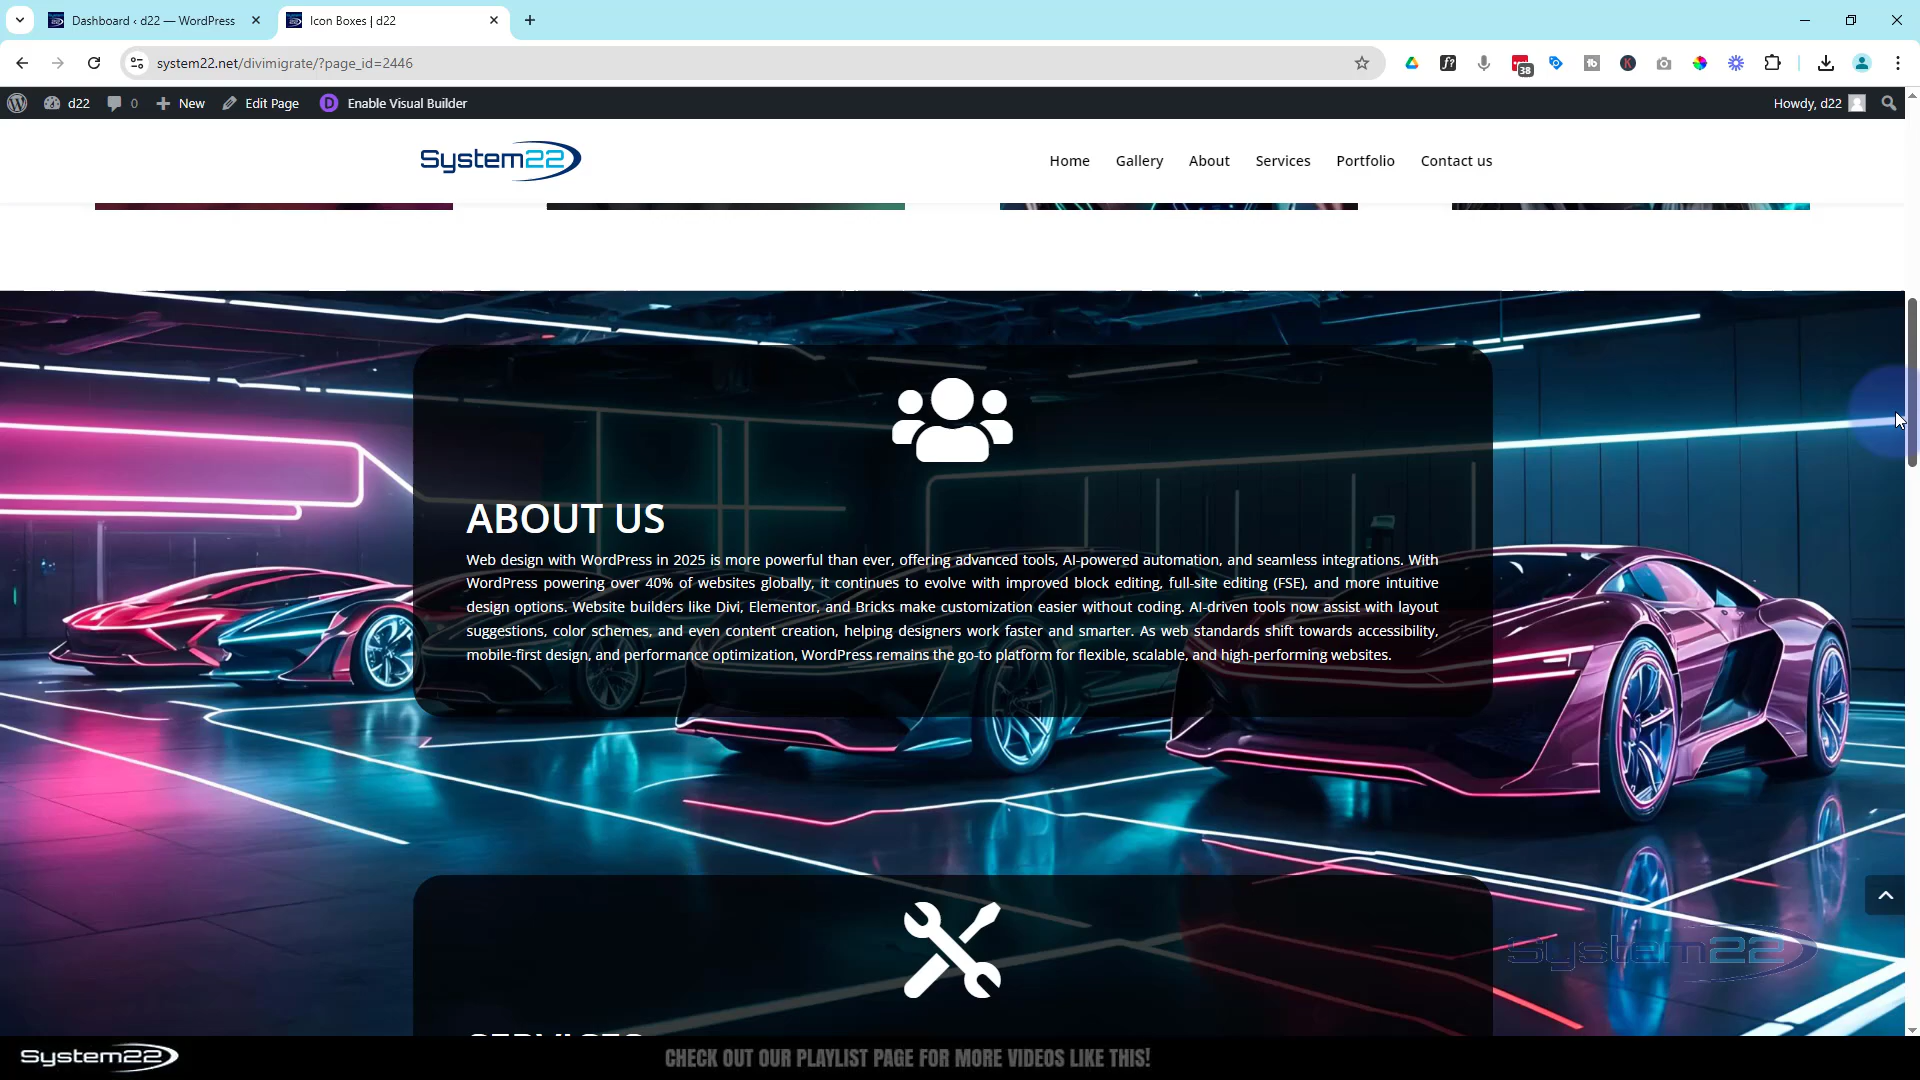 Dashboard ‹ d22 — WordPress
Icon Boxes | d22
system22.net/divimigrate/?page_id=2446
38
d22 0 New Edit Page D Enable Visual Builder Howdy, d22
System22 Home Gallery About Services Portfolio Contact us
ABOUT US
Web design with WordPress in 2025 is more powerful than ever, offering advanced tools, AI-powered automation, and seamless integrations. With
WordPress powering over 40% of websites globally, it continues to evolve with improved block editing, full-site editing (FSE), and more intuitive
design options. Website builders like Divi, Elementor, and Bricks make customization easier without coding. AI-driven tools now assist with layout
suggestions, color schemes, and even content creation, helping designers work faster and smarter. As web standards shift towards accessibility,
mobile-first design, and performance optimization, WordPress remains the go-to platform for flexible, scalable, and high-performing websites.
System22
SERVICES
System22 CHECK OUT OUR PLAYLIST PAGE FOR MORE VIDEOS LIKE THIS!